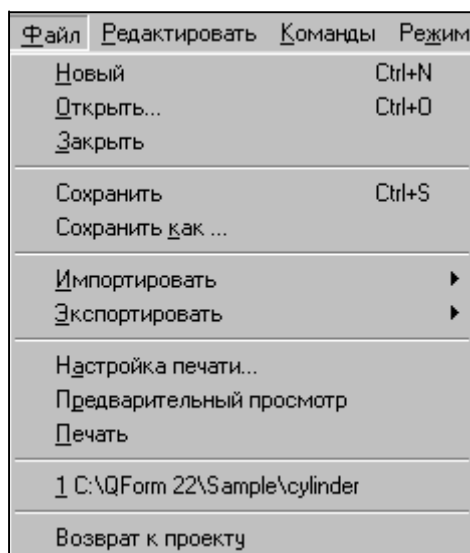 Файл Редактировать Команды Режим
Новый Ctrl+N
Открыть... Ctrl+O
Закрыть
Сохранить Ctrl+S
Сохранить как ...
Импортировать
Экспортировать
Настройка печати...
Предварительный просмотр
Печать
1 C:\QForm 22\Sample\cylinder
Возврат к проекту